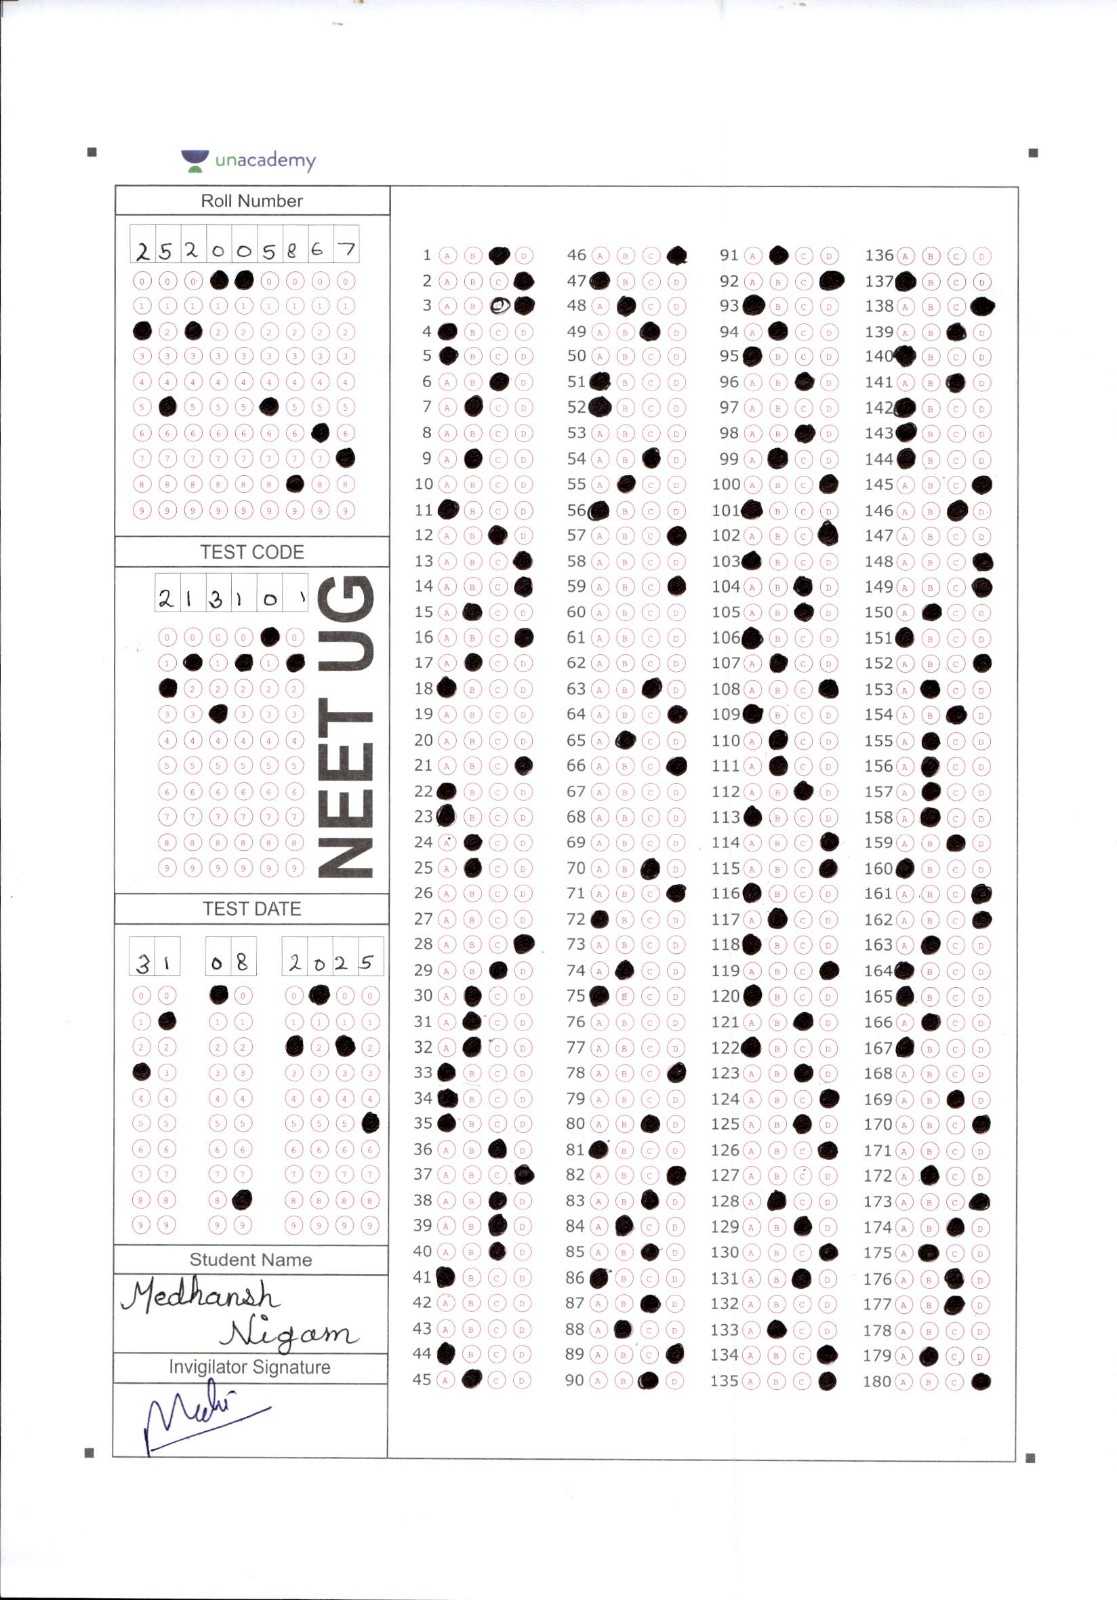 unacademy
Roll Number
2 5 2 0 0 5 8 6 7
TEST CODE
2 1 3 1 0 1
NEET UG
TEST DATE
3 1 0 8 2 0 2 5
Student Name
Medhansh
Nigam
Invigilator Signature
1 A B D
2 A B C
3 A B
4 B C D
5 B C D
6 A B D
7 A C D
8 A B C D
9 A C D
10 A B C D
11 B C D
12 A B D
13 A B C
14 A B C
15 A C D
16 A B C
17 A C D
18 B C D
19 A B C D
20 A B C D
21 A B C
22 B C D
23 B C D
24 A C D
25 A C D
26 A B C D
27 A B C D
28 A B C
29 A B D
30 A C D
31 A C D
32 A C D
33 B C D
34 B C D
35 B C D
36 A B D
37 A B C
38 A B D
39 A B D
40 A B D
41 B C D
42 A B C D
43 A B C D
44 B C D
45 A C D
46 A B C
47 B C D
48 A C D
49 A B D
50 A B C D
51 B C D
52 B C D
53 A B C D
54 A B D
55 A C D
56 B C D
57 A B C
58 A B C D
59 A B C
60 A B C D
61 A B C D
62 A B C D
63 A B D
64 A B C
65 A C D
66 A B C
67 A B C D
68 A B C D
69 A B C D
70 A B D
71 A B C
72 B C D
73 A B C D
74 A C D
75 B C D
76 A B C D
77 A B C D
78 A B C
79 A B C D
80 A B D
81 B C D
82 A B C
83 A B D
84 A C D
85 A B D
86 B C D
87 A B D
88 A C D
89 A B C
90 A B D
91 A C D
92 A B C
93 B C D
94 A C D
95 B C D
96 A B D
97 A B C D
98 A B D
99 A C D
100 A B C
101 B C D
102 A B C
103 B C D
104 A B D
105 A B D
106 B C D
107 A C D
108 A B C
109 B C D
110 A C D
111 A C D
112 A B D
113 B C D
114 A B C
115 A B C
116 B C D
117 A C D
118 B C D
119 A B C
120 B C D
121 A B D
122 B C D
123 A B D
124 A B C
125 A B D
126 A B C
127 A B C D
128 A C D
129 A B D
130 A B C
131 A B D
132 A B C D
133 A C D
134 A B C
135 A B C
136 A B C D
137 B C D
138 A B C
139 A B D
140 B C D
141 A B D
142 B C D
143 B C D
144 B C D
145 A B C
146 A B D
147 A B C D
148 A B C
149 A B C
150 A C D
151 B C D
152 A B C
153 A C D
154 A B D
155 A C D
156 A C D
157 A C D
158 A C D
159 A B D
160 B C D
161 A B C
162 A B C
163 A C D
164 B C D
165 B C D
166 A C D
167 B C D
168 A B C D
169 A B D
170 A B C
171 A B C D
172 A C D
173 A B C
174 A B D
175 A C D
176 A B D
177 A B D
178 A B C D
179 A C D
180 A B C